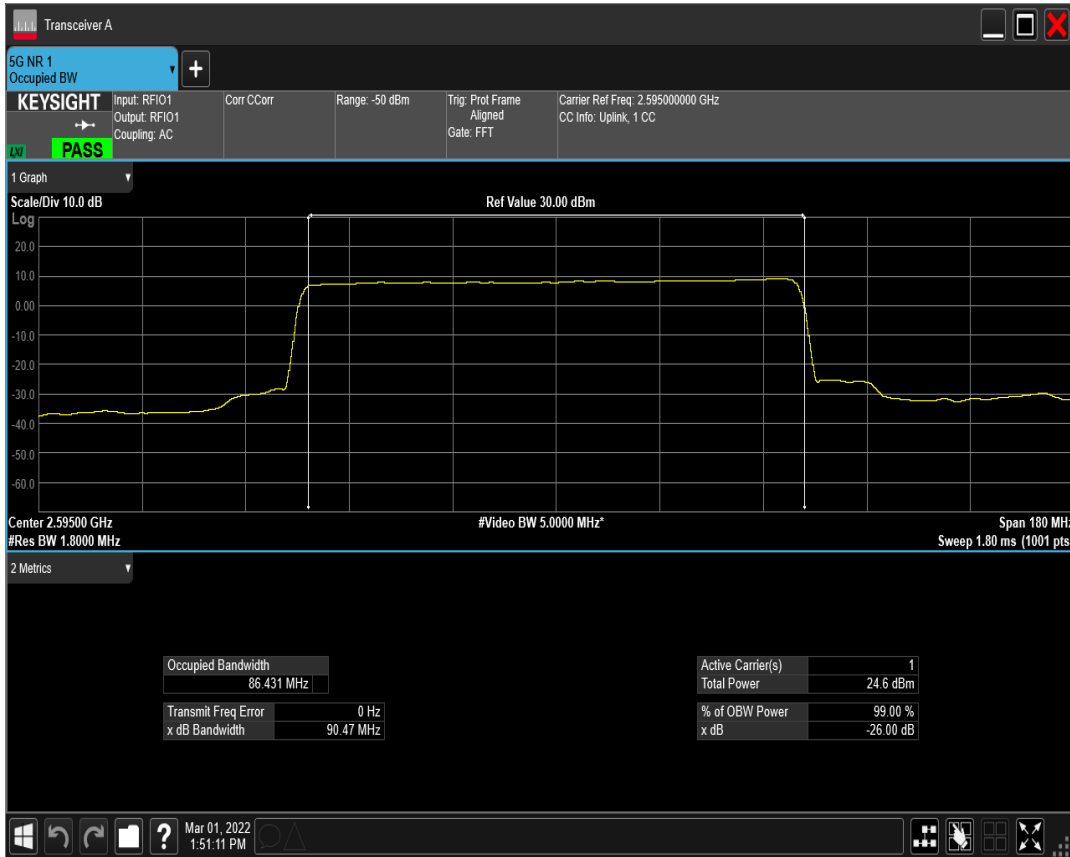 Transceiver A
5G NR 1
Occupied BW
+
KEYSIGHT
LXI
PASS
Input: RFIO1
Output: RFIO1
Coupling: AC
Corr CCorr
Range: -50 dBm
Trig: Prot Frame
Aligned
Gate: FFT
Carrier Ref Freq: 2.595000000 GHz
CC Info: Uplink, 1 CC
1 Graph
Scale/Div 10.0 dB
Ref Value 30.00 dBm
Log
20.0
10.0
0.00
-10.0
-20.0
-30.0
-40.0
-50.0
-60.0
Center 2.59500 GHz
#Video BW 5.0000 MHz*
Span 180 MHz
#Res BW 1.8000 MHz
Sweep 1.80 ms (1001 pts
2 Metrics
Occupied Bandwidth
86.431 MHz
Transmit Freq Error 0 Hz
x dB Bandwidth 90.47 MHz
Active Carrier(s) 1
Total Power 24.6 dBm
% of OBW Power 99.00 %
x dB -26.00 dB
?
Mar 01, 2022
1:51:11 PM